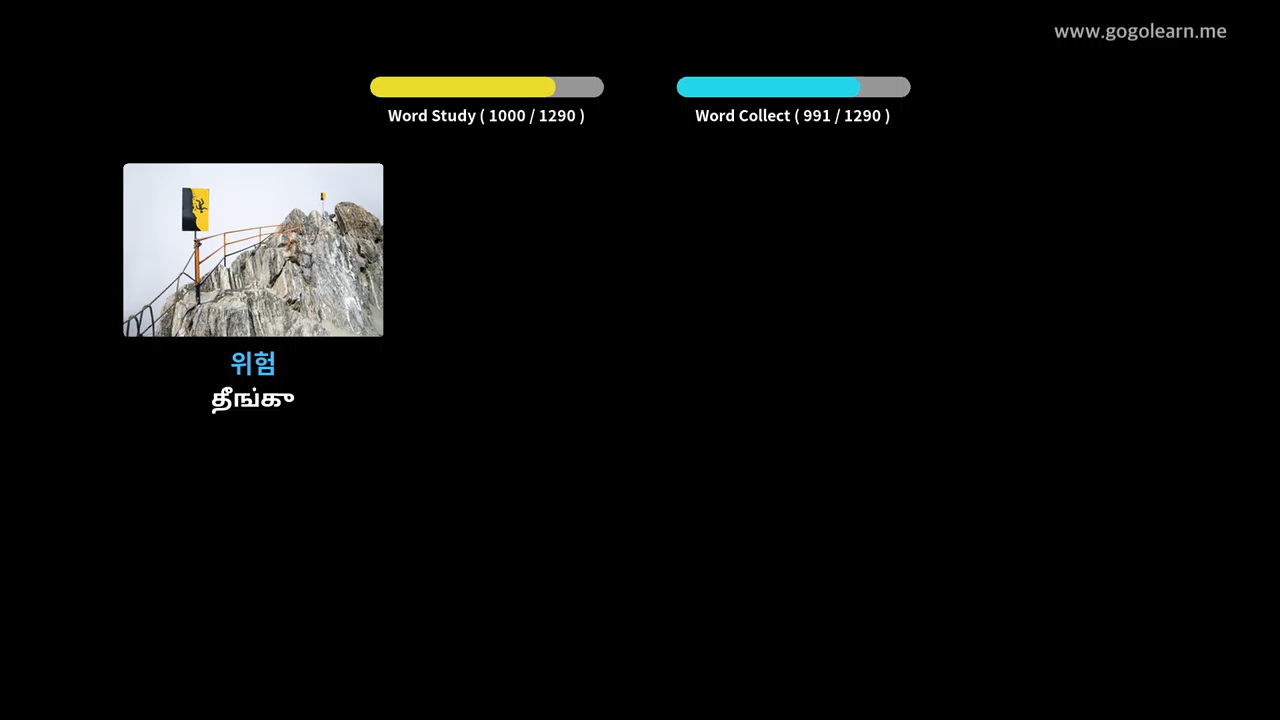 www.gogolearn.me
Word Study ( 1000 / 1290 )
Word Collect ( 991 / 1290 )
위험
தீங்கு